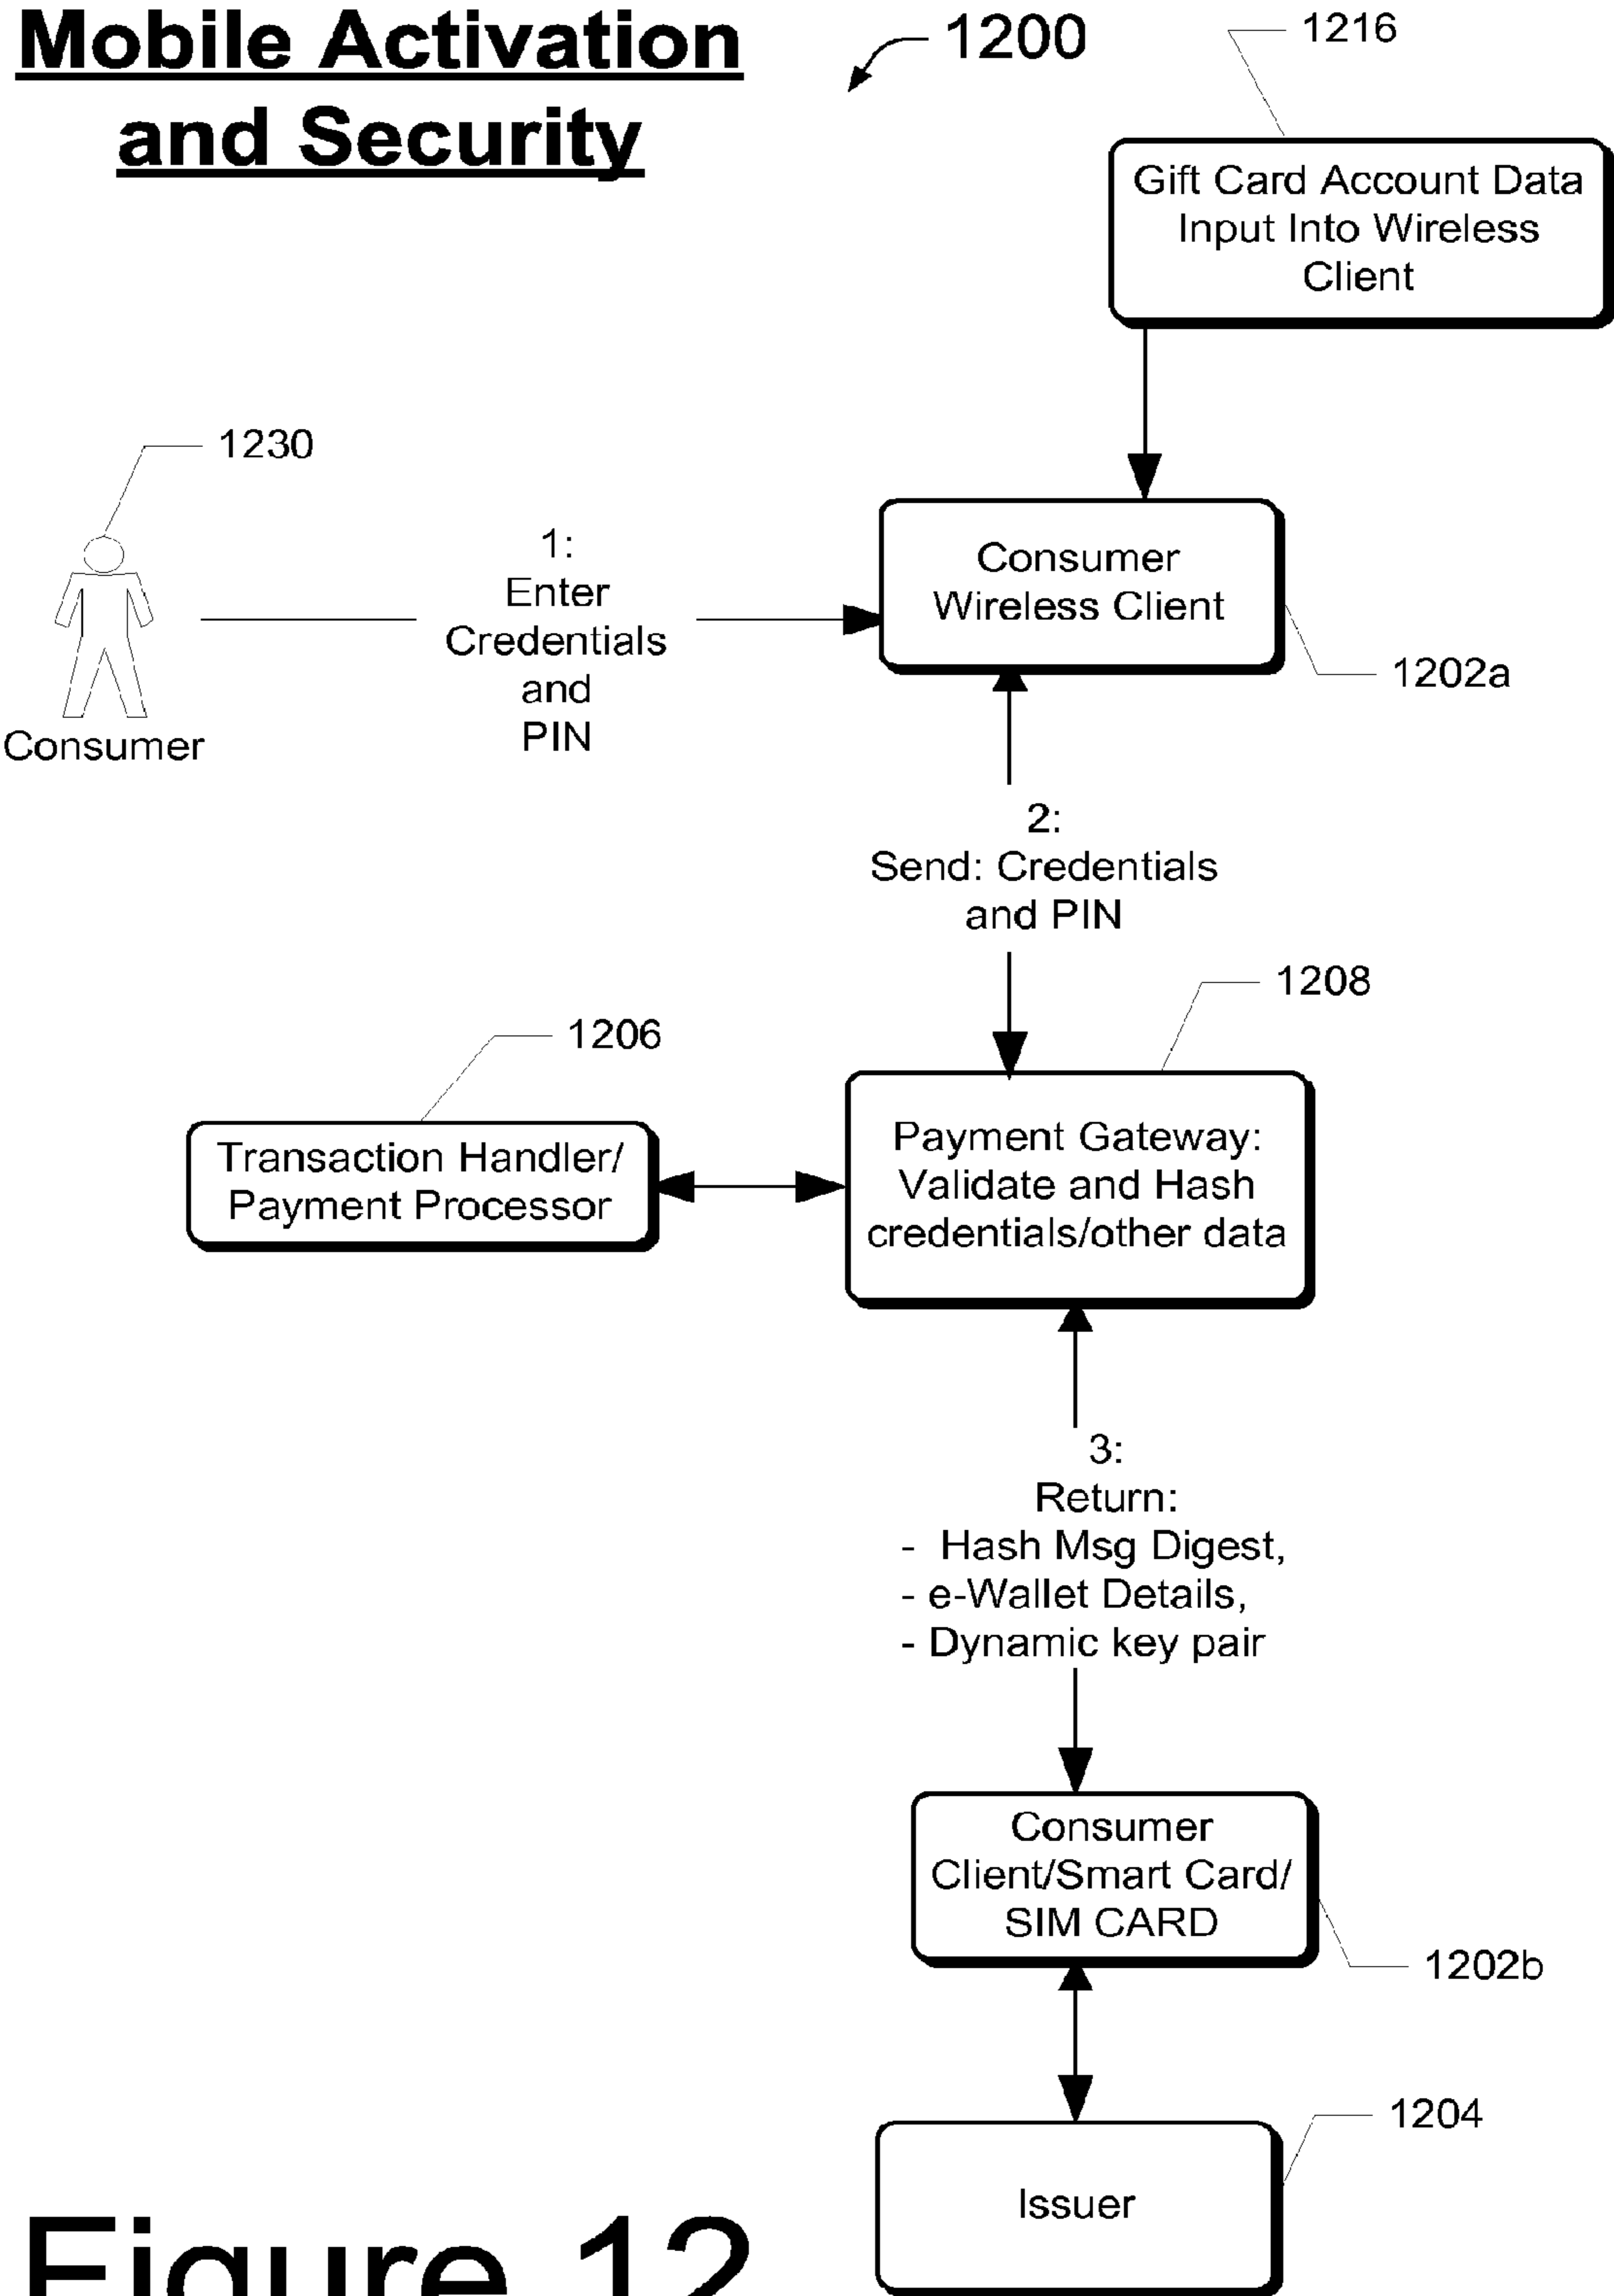 Mobile Activation
and Security
1200
1216
Gift Card Account Data
Input Into Wireless
Client
1230
Consumer
1:
Enter
Credentials
and
PIN
Consumer
Wireless Client
1202a
2:
Send: Credentials
and PIN
1208
1206
Transaction Handler/
Payment Processor
Payment Gateway:
Validate and Hash
credentials/other data
3:
Return:
- Hash Msg Digest,
- e-Wallet Details,
- Dynamic key pair
Consumer
Client/Smart Card/
SIM CARD
1202b
1204
Issuer
Figure 12